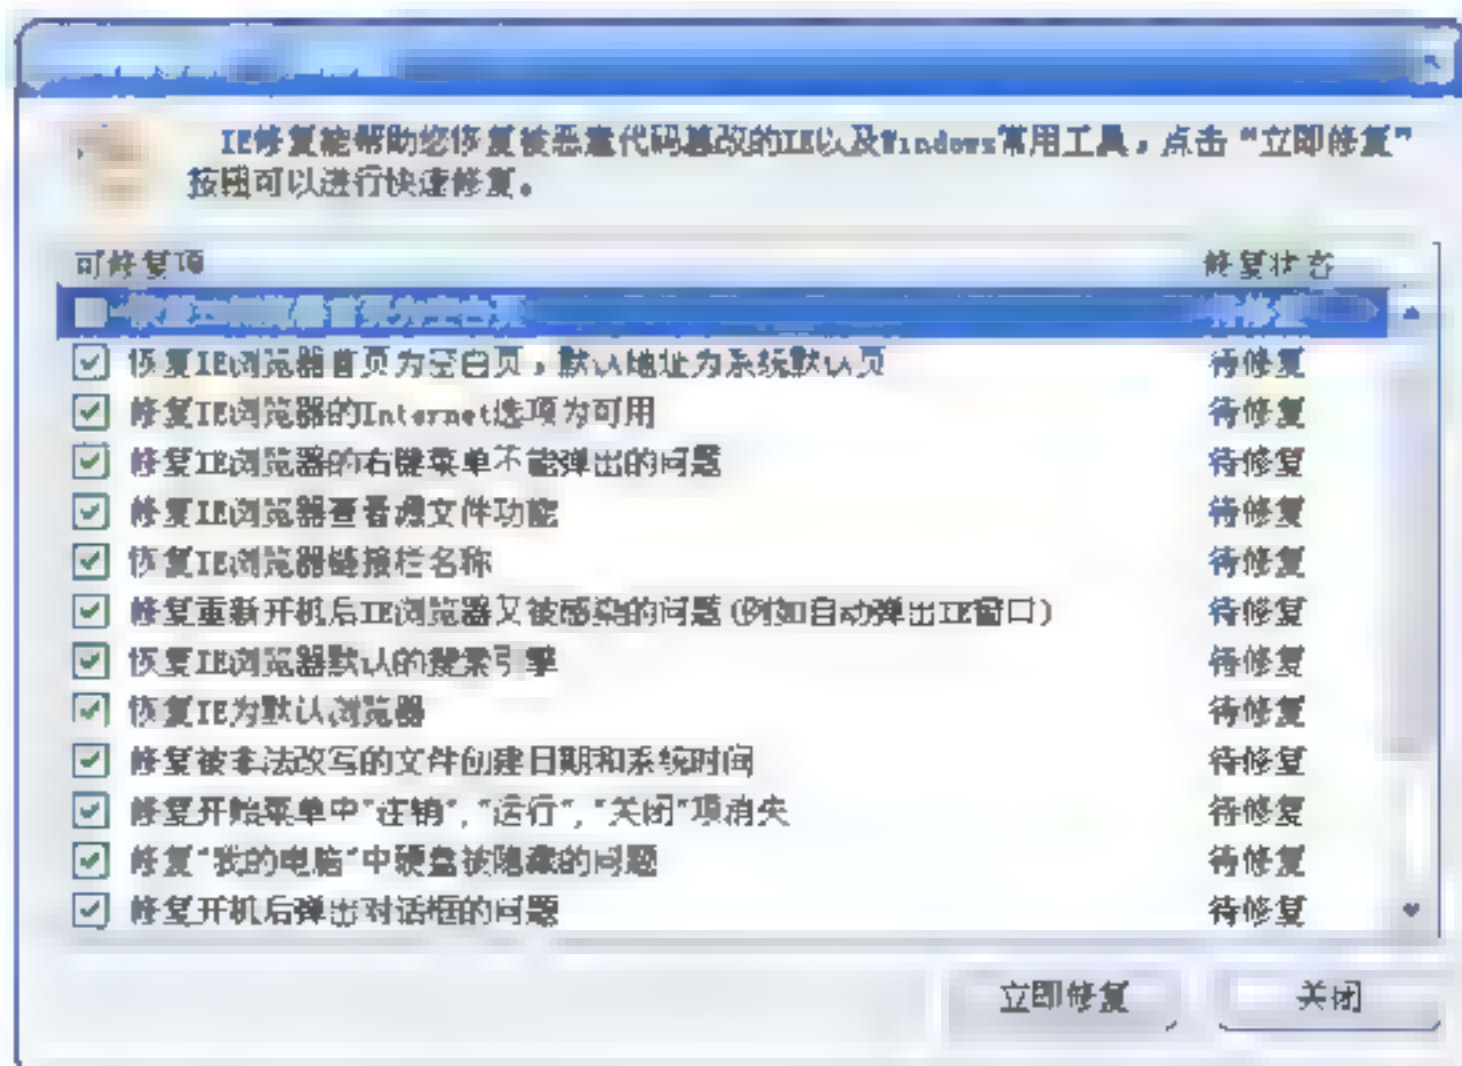 IE修复能帮助您修复被恶意代码篡改的IE以及Windows常用工具，点击“立即修复”
按钮可以进行快速修复。
可修复项 修复状态
恢复IE浏览器首页为空白页，默认地址为系统默认页 待修复
修复IE浏览器的Internet选项为可用 待修复
修复IE浏览器的右键菜单不能弹出的问题 待修复
修复IE浏览器查看源文件功能 待修复
恢复IE浏览器链接栏名称 待修复
修复重新开机后IE浏览器又被感染的问题(例如自动弹出IE窗口) 待修复
恢复IE浏览器默认的搜索引擎 待修复
恢复IE为默认浏览器 待修复
修复被非法改写的文件创建日期和系统时间 待修复
修复开始菜单中"注销","运行","关闭"项消失 待修复
修复"我的电脑"中硬盘被隐藏的问题 待修复
修复开机后弹出对话框的问题 待修复
立即修复 关闭